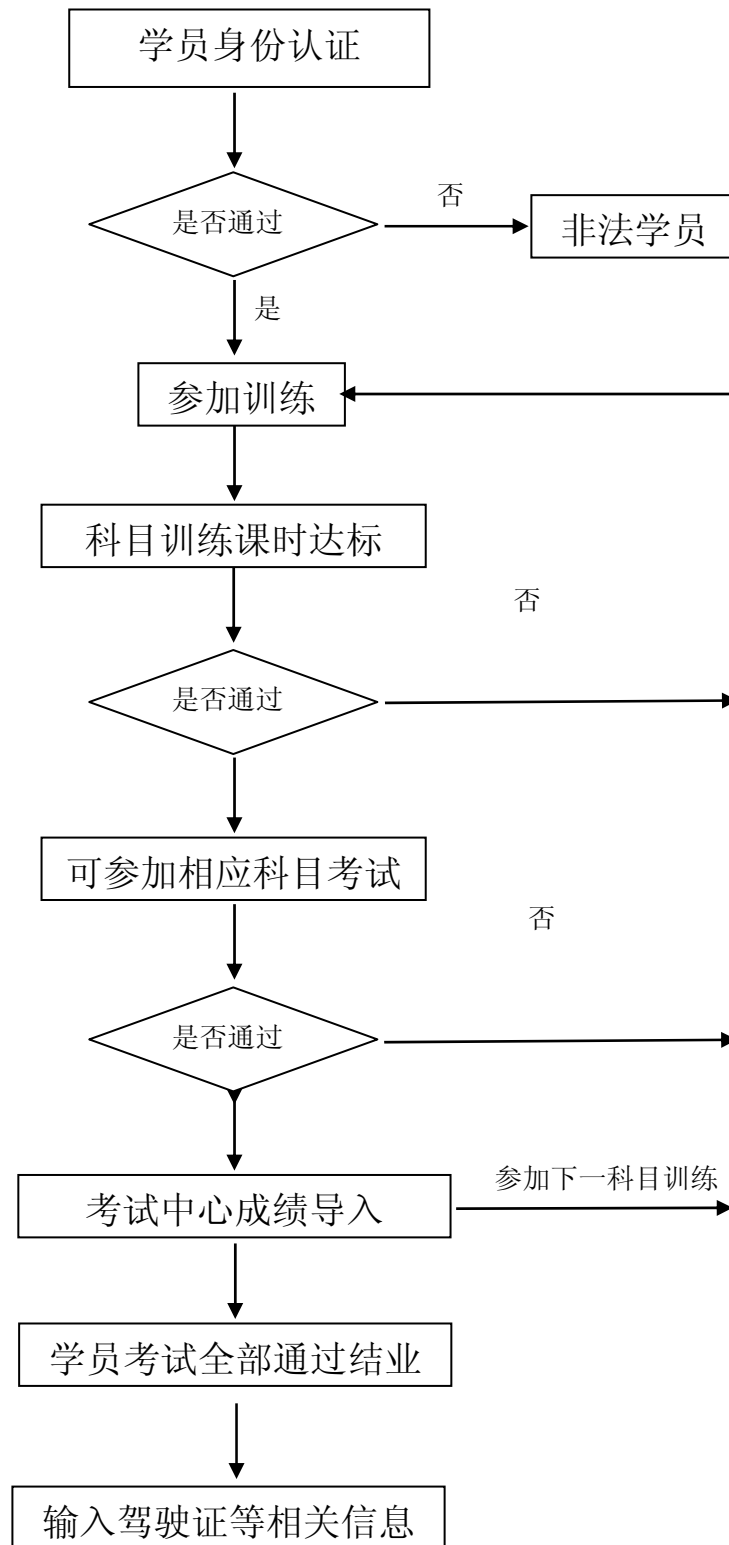 学员身份认证
否
是否通过
非法学员
是
参加训练
科目训练课时达标
否
是否通过
可参加相应科目考试
否
是否通过
参加下一科目训练
考试中心成绩导入
学员考试全部通过结业
输入驾驶证等相关信息